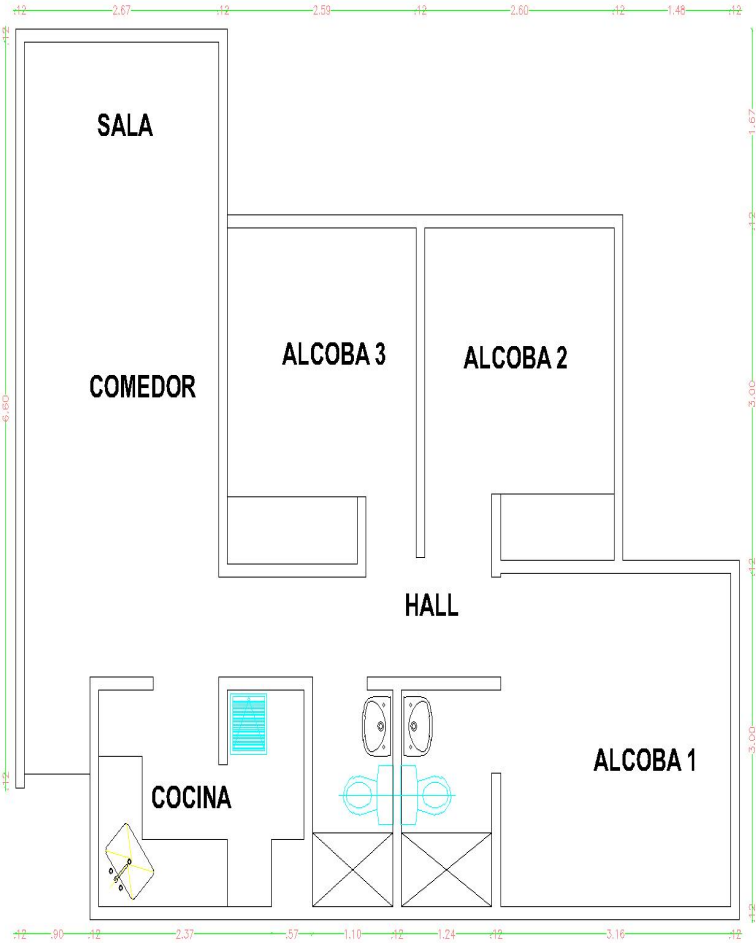 .12 2.67 .12 2.59 .12 2.60 .12 1.48 .12
.12
SALA
1.67
.12
ALCOBA 3
ALCOBA 2
COMEDOR
3.00
6.60
.12
HALL
3.00
ALCOBA 1
.12
COCINA
.12
.12 .90 .12 2.37 .57 1.10 .12 1.24 .12 3.16 .12